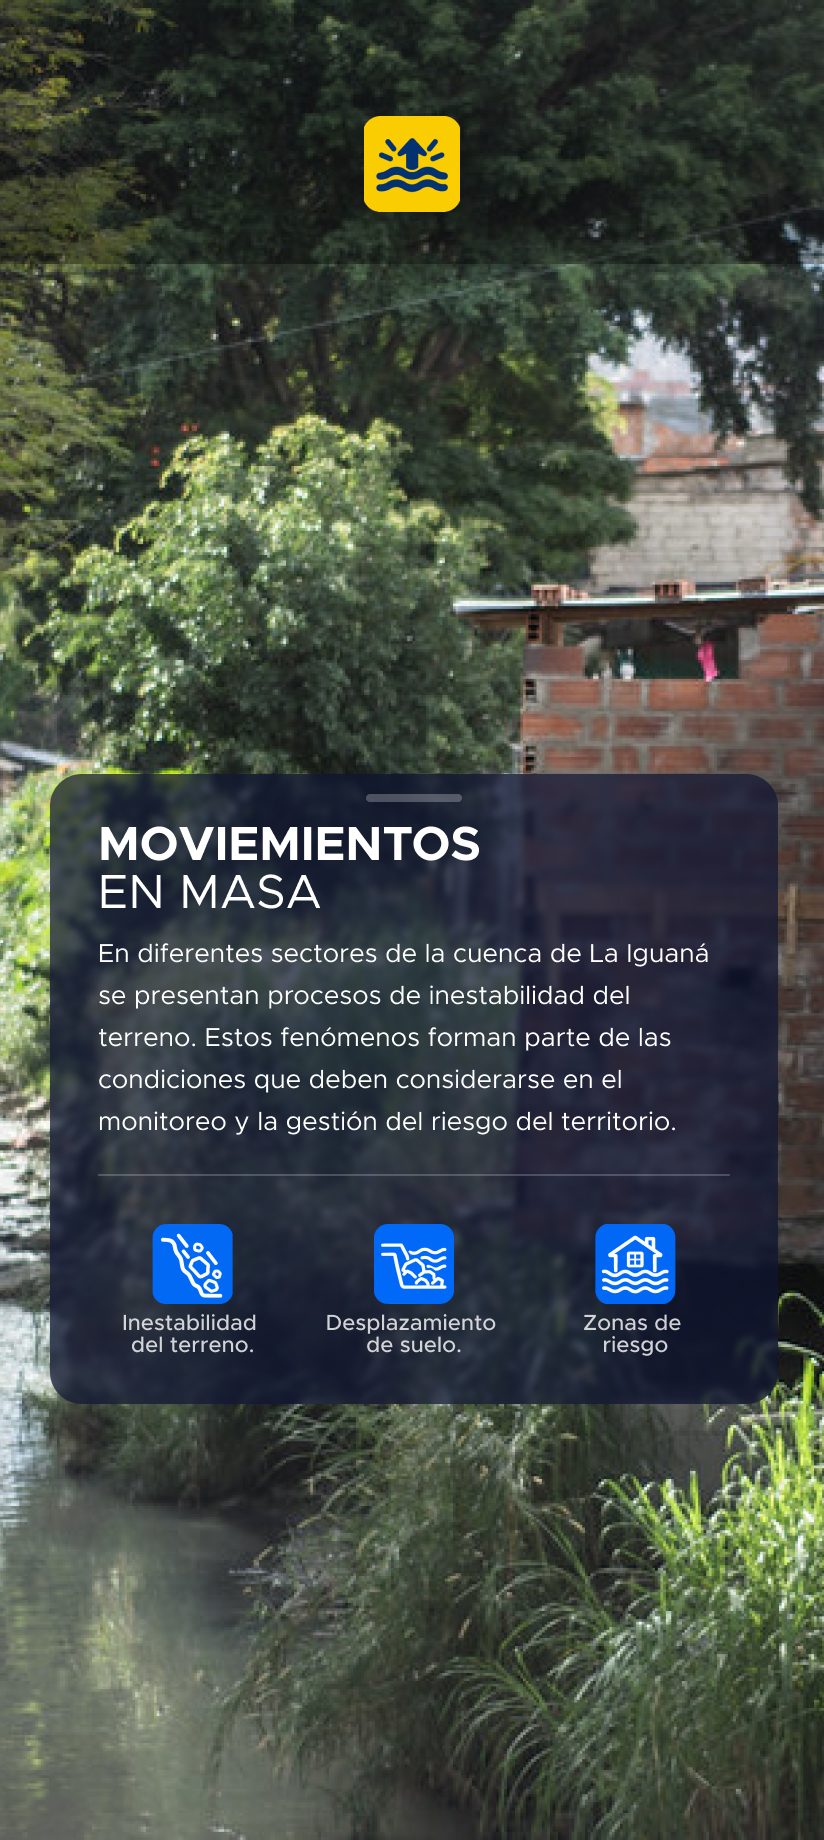 MOVIEMIENTOS
EN MASA
En diferentes sectores de la cuenca de La Iguaná
se presentan procesos de inestabilidad del
terreno. Estos fenómenos forman parte de las
condiciones que deben considerarse en el
monitoreo y la gestión del riesgo del territorio.
Inestabilidad
del terreno.
Desplazamiento
de suelo.
Zonas de
riesgo